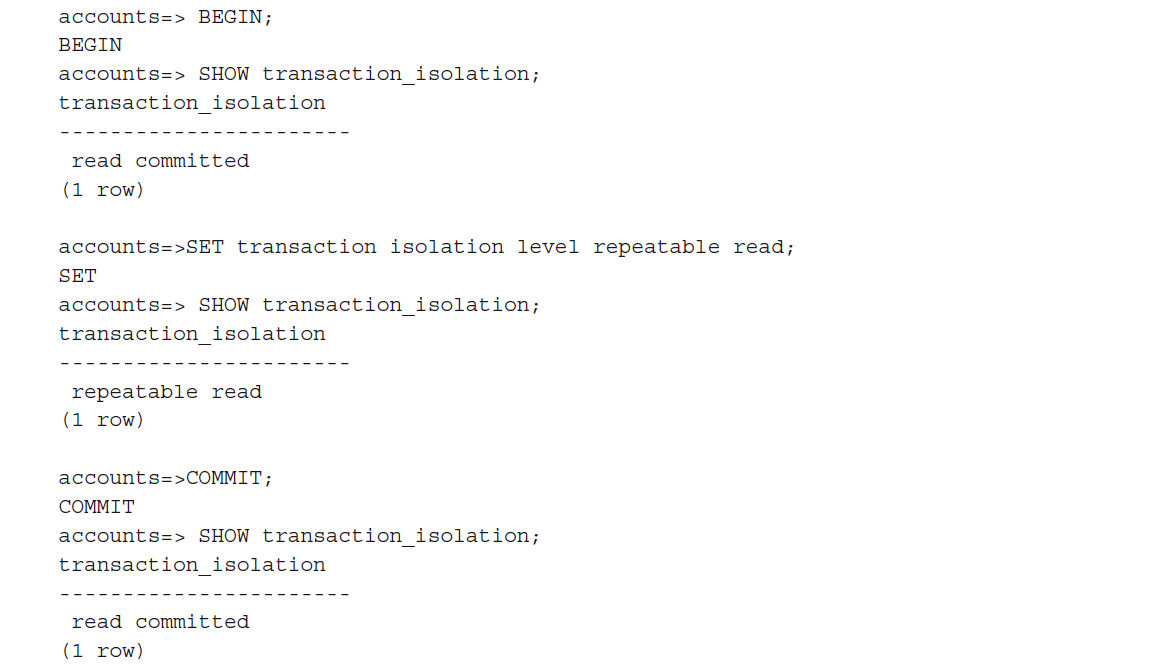 accounts=> BEGIN;
BEGIN
accounts=> SHOW transaction_isolation;
transaction_isolation
-----------------------
 read committed
(1 row)

accounts=>SET transaction isolation level repeatable read;
SET
accounts=> SHOW transaction_isolation;
transaction_isolation
-----------------------
 repeatable read
(1 row)

accounts=>COMMIT;
COMMIT
accounts=> SHOW transaction_isolation;
transaction_isolation
-----------------------
 read committed
(1 row)